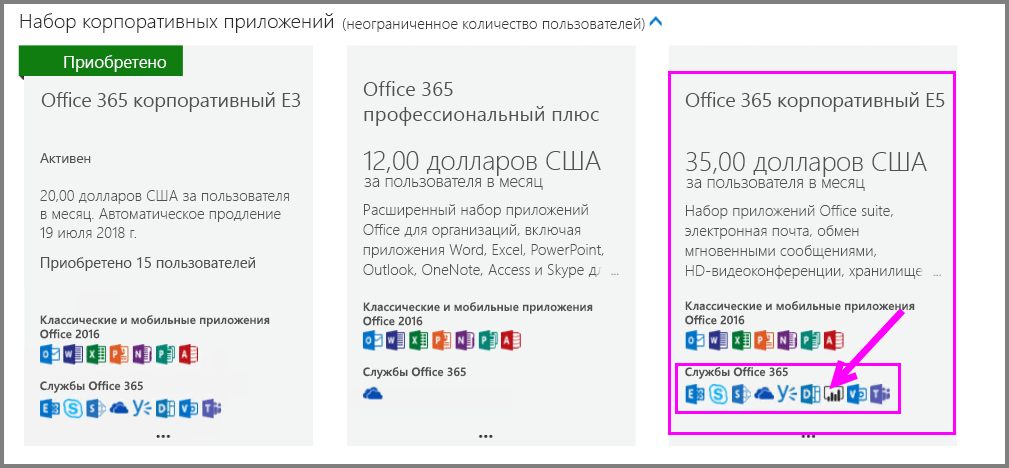 Набор корпоративных приложений (неограниченное количество пользователей)
Приобретено
Office 365 корпоративный E3
Активен
20,00 долларов США за пользователя
в месяц. Автоматическое продление
19 июля 2018 г.
Приобретено 15 пользователей
Классические и мобильные приложения
Office 2016
Службы Office 365
...
Office 365
профессиональный плюс
12,00 долларов США
за пользователя в месяц
Расширенный набор приложений
Office для организаций, включая
приложения Word, Excel, PowerPoint,
Outlook, OneNote, Access и Skype дл ...
Классические и мобильные приложения
Office 2016
Службы Office 365
...
Office 365 корпоративный E5
35,00 долларов США
за пользователя в месяц
Набор приложений Office suite,
электронная почта, обмен
мгновенными сообщениями,
HD-видеоконференции, хранилище ...
Классические и мобильные приложения
Office 2016
Службы Office 365
...